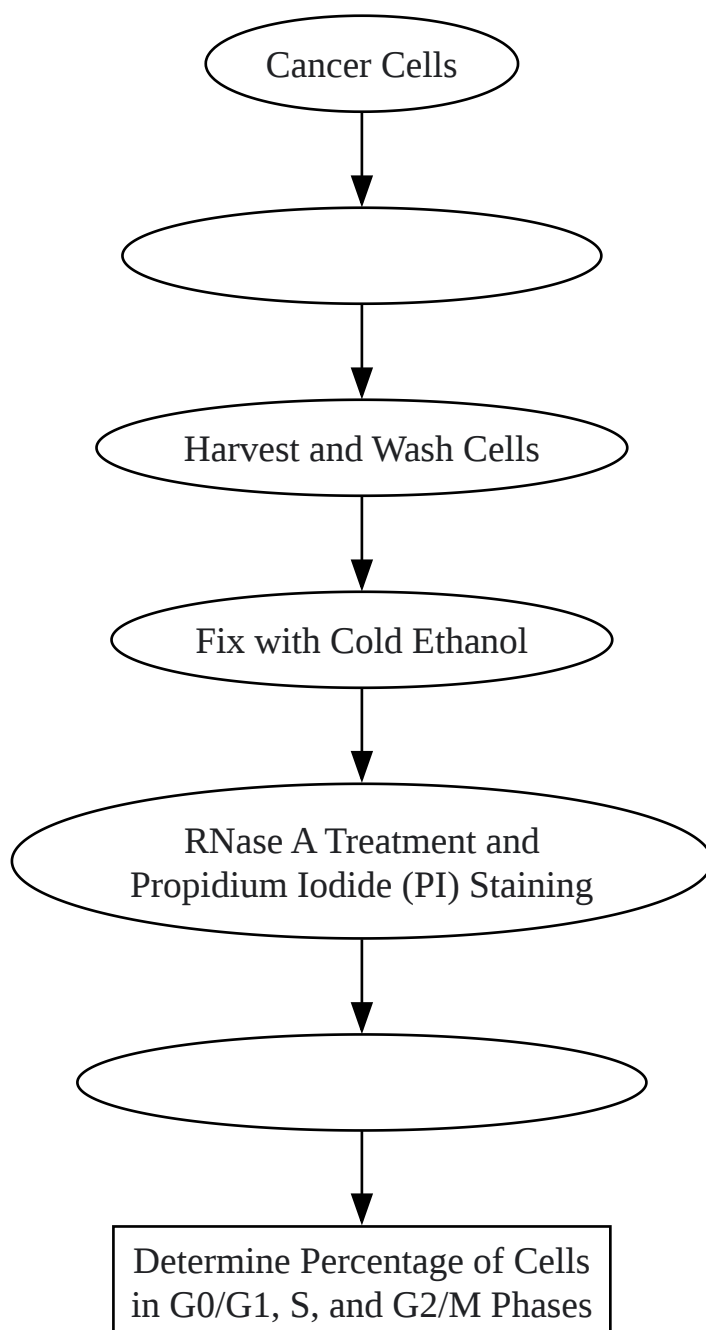 Cancer Cells
Harvest and Wash Cells
Fix with Cold Ethanol
RNase A Treatment and
Propidium Iodide (PI) Staining
Determine Percentage of Cells
in G0/G1, S, and G2/M Phases